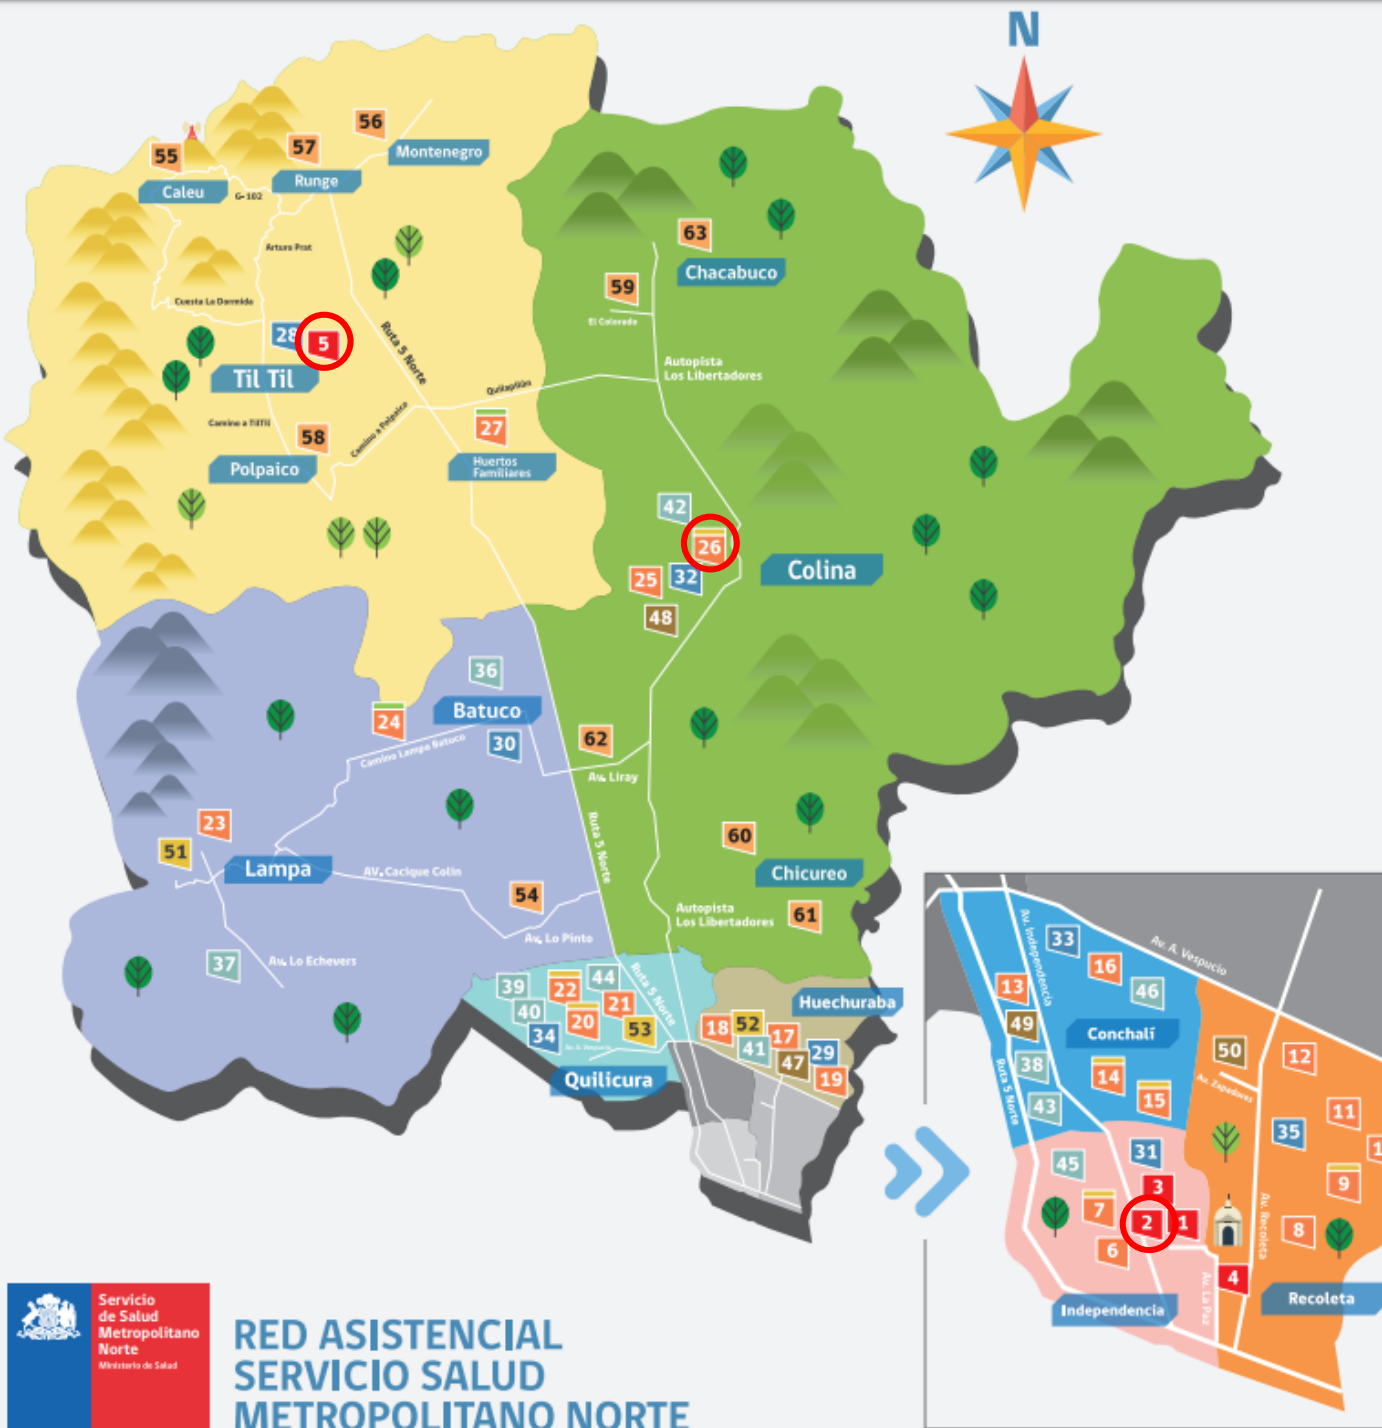 N
56
57
55
Montenegro
Runge
Caleu
G-102
Arturo Prat
63
Chacabuco
59
El Colorado
Cuesta La Dormida
28
5
Til Til
Ruta 5 Norte
Autopista
Los Libertadores
Quilapilún
Camino a TilTil
Camino a Polpaico
58
27
Polpaico
Huertos
Familiares
42
26
25
32
Colina
48
36
Batuco
24
30
Camino Lampa Batuco
62
Av. Liray
23
51
Lampa
AV. Cacique Colin
Ruta 5 Norte
60
Chicureo
54
Autopista
Los Libertadores
61
Av. Lo Pinto
37
Av. Lo Echevers
39
22
44
Ruta 5 Norte
40
21
20
34
53
Av. A. Vespucio
Quilicura
Huechuraba
18
52
17
41
47
29
19
Av. Independencia
33
Av. A. Vespucio
16
13
46
49
Conchalí
50
12
38
14
Ruta 5 Norte
Av. Zapadores
43
15
11
35
31
45
3
9
7
2
1
8
6
Av. Recoleta
4
Av. La Paz
Independencia
Recoleta
Servicio
de Salud
Metropolitano
Norte
Ministerio de Salud
RED ASISTENCIAL
SERVICIO SALUD
METROPOLITANO NORTE